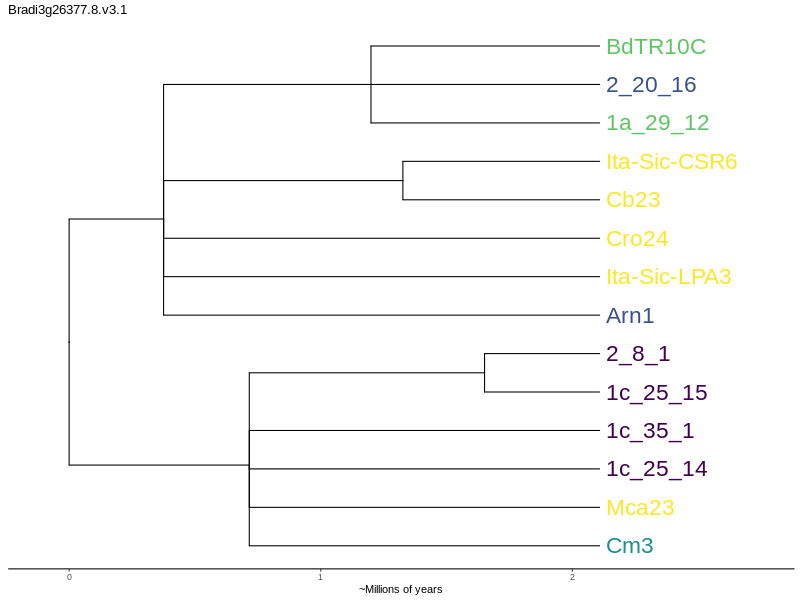 Bradi3g26377.8.v3.1
BdTR10C
2_20_16
1a_29_12
Ita-Sic-CSR6
Cb23
Cro24
Ita-Sic-LPA3
Arn1
2_8_1
1c_25_15
1c_35_1
1c_25_14
Mca23
Cm3
0 1 2
~Millions of years